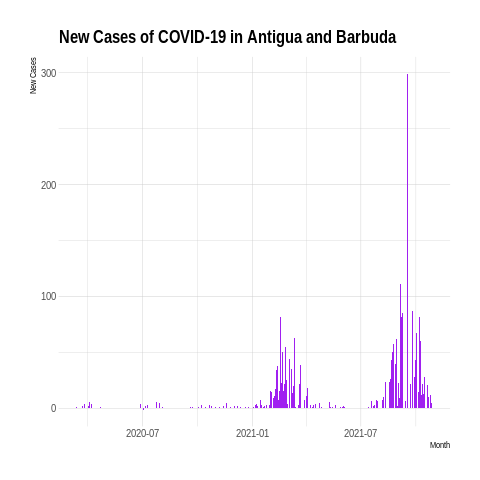 New Cases of COVID-19 in Antigua and Barbuda
New Cases
300
200
100
0
2020-07 2021-01 2021-07
Month